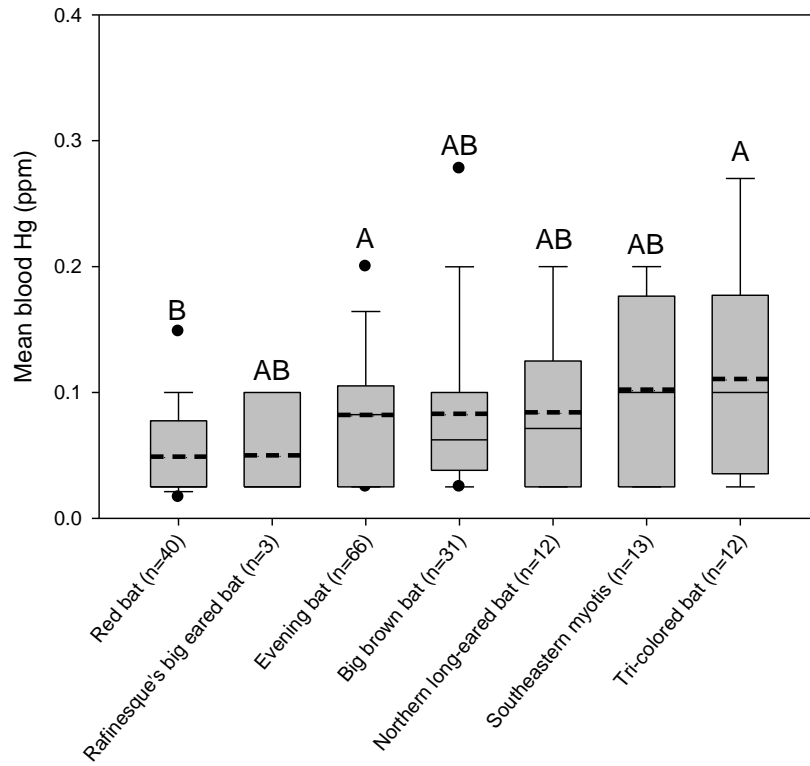 Mean blood Hg (ppm)
0.4
0.3
0.2
0.1
0.0
B
AB
A
AB
AB
AB
A
Red bat (n=40)
Rafinesque's big eared bat (n=3)
Evening bat (n=66)
Big brown bat (n=31)
Northern long-eared bat (n=12)
Southeastern myotis (n=13)
Tri-colored bat (n=12)